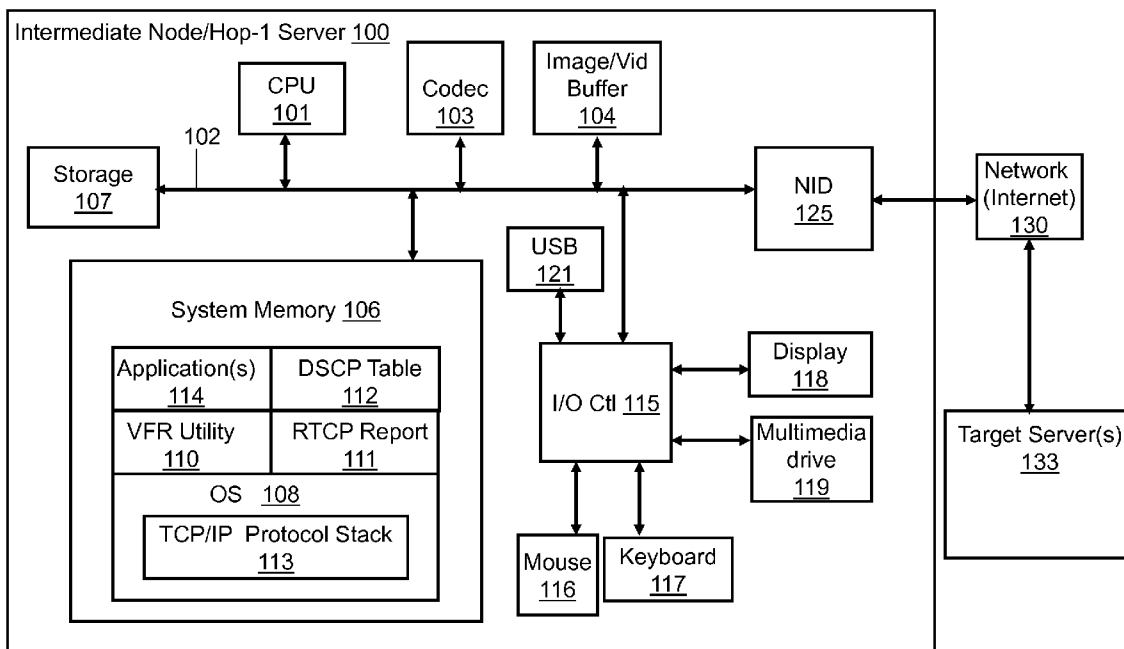 Intermediate Node/Hop-1 Server 100
CPU
101
Codec
103
Image/Vid
Buffer
104
102
Storage
107
NID
125
Network
(Internet)
130
USB
121
System Memory 106
Application(s)
114
DSCP Table
112
VFR Utility
110
RTCP Report
111
OS 108
TCP/IP Protocol Stack
113
I/O Ctl 115
Display
118
Multimedia
drive
119
Mouse
116
Keyboard
117
Target Server(s)
133